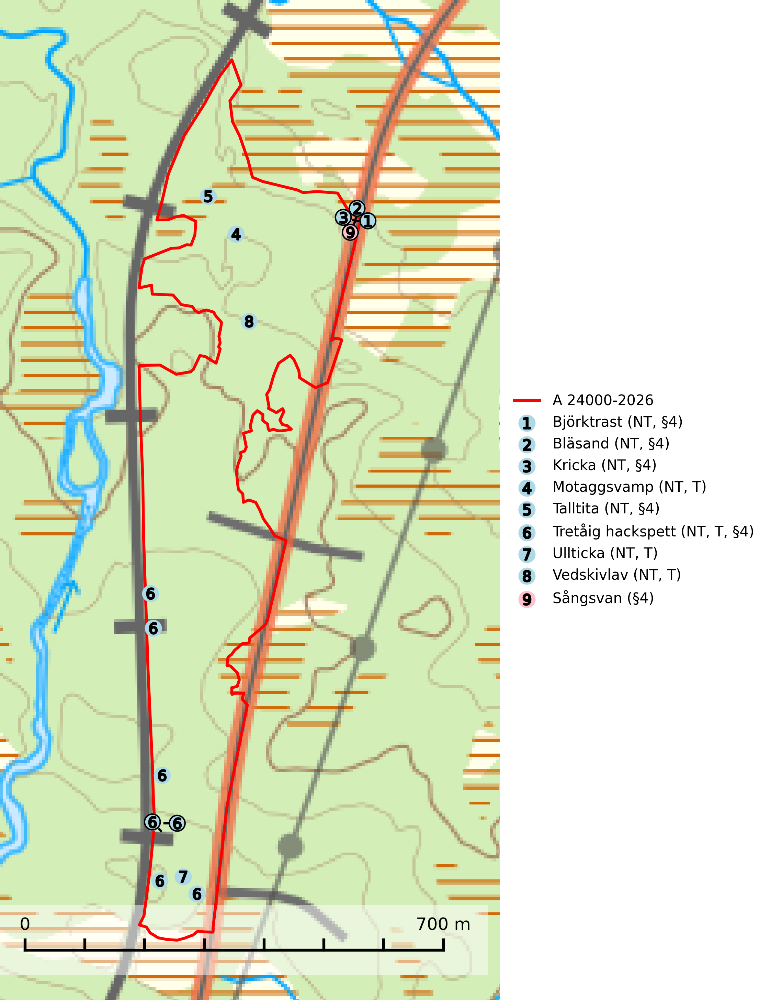 5
4
2
3
1
9
8
A 24000-2026
1 Björktrast (NT, §4)
2 Bläsand (NT, §4)
3 Kricka (NT, §4)
4 Motaggsvamp (NT, T)
5 Talltita (NT, §4)
6 Tretåig hackspett (NT, T, §4)
7 Ullticka (NT, T)
8 Vedskivlav (NT, T)
9 Sångsvan (§4)
6
6
6
6 6
6
7
6
0 700 m